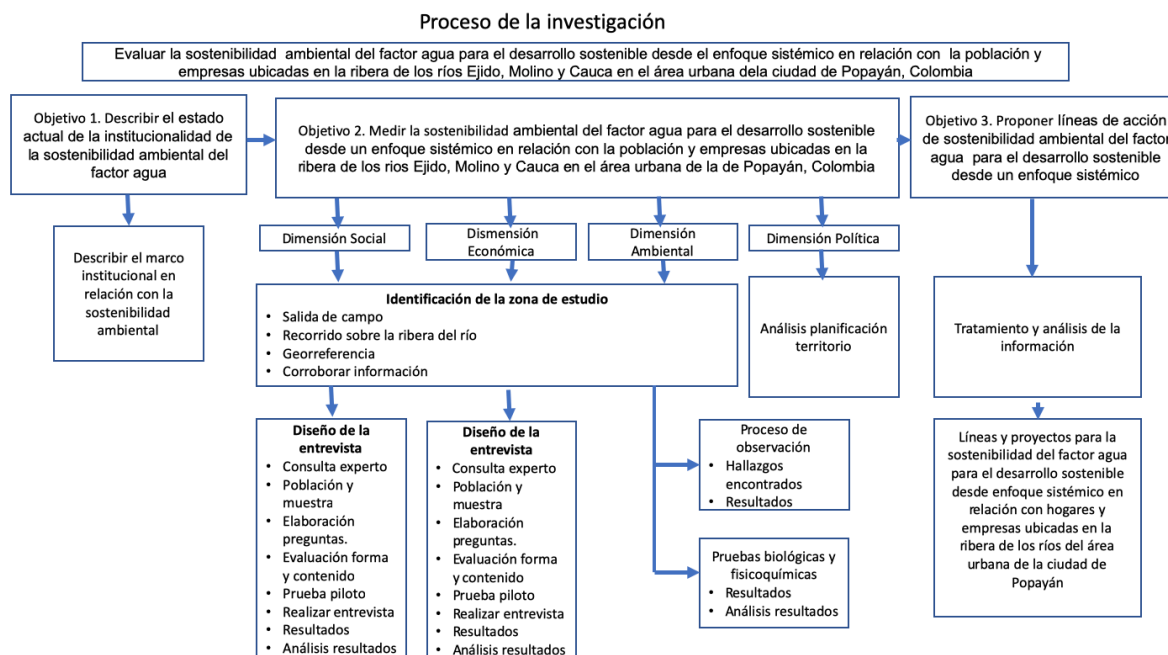 Proceso de la investigación
Evaluar la sostenibilidad ambiental del factor agua para el desarrollo sostenible desde el enfoque sistémico en relación con la población y
empresas ubicadas en la ribera de los ríos Ejido, Molino y Cauca en el área urbana dela ciudad de Popayán, Colombia
Objetivo 1. Describir el estado
actual de la institucionalidad de
la sostenibilidad ambiental del
factor agua
Objetivo 2. Medir la sostenibilidad ambiental del factor agua para el desarrollo sostenible
desde un enfoque sistémico en relación con la población y empresas ubicadas en la
ribera de los rios Ejido, Molino y Cauca en el área urbana de la de Popayán, Colombia
Objetivo 3. Proponer líneas de acción
de sostenibilidad ambiental del factor
agua para el desarrollo sostenible
desde un enfoque sistémico
Describir el marco
institucional en
relación con la
sostenibilidad
ambiental
Dimensión Social
Dismensión
Económica
Dimensión
Ambiental
Dimensión Política
Identificación de la zona de estudio
• Salida de campo
• Recorrido sobre la ribera del río
• Georreferencia
• Corroborar información
Análisis planificación
territorio
Tratamiento y análisis de la
información
Diseño de la
entrevista
• Consulta experto
• Población y
muestra
• Elaboración
preguntas.
• Evaluación forma
y contenido
• Prueba piloto
• Realizar entrevista
• Resultados
• Análisis resultados
Diseño de la
entrevista
• Consulta experto
• Población y
muestra
• Elaboración
preguntas.
• Evaluación forma
y contenido
• Prueba piloto
• Realizar entrevista
• Resultados
• Análisis resultados
Proceso de
observación
• Hallazgos
encontrados
• Resultados
Pruebas biológicas y
fisicoquímicas
• Resultados
• Análisis resultados
Líneas y proyectos para la
sostenibilidad del factor agua
para el desarrollo sostenible
desde enfoque sistémico en
relación con hogares y
empresas ubicadas en la
ribera de los ríos del área
urbana de la ciudad de
Popayán